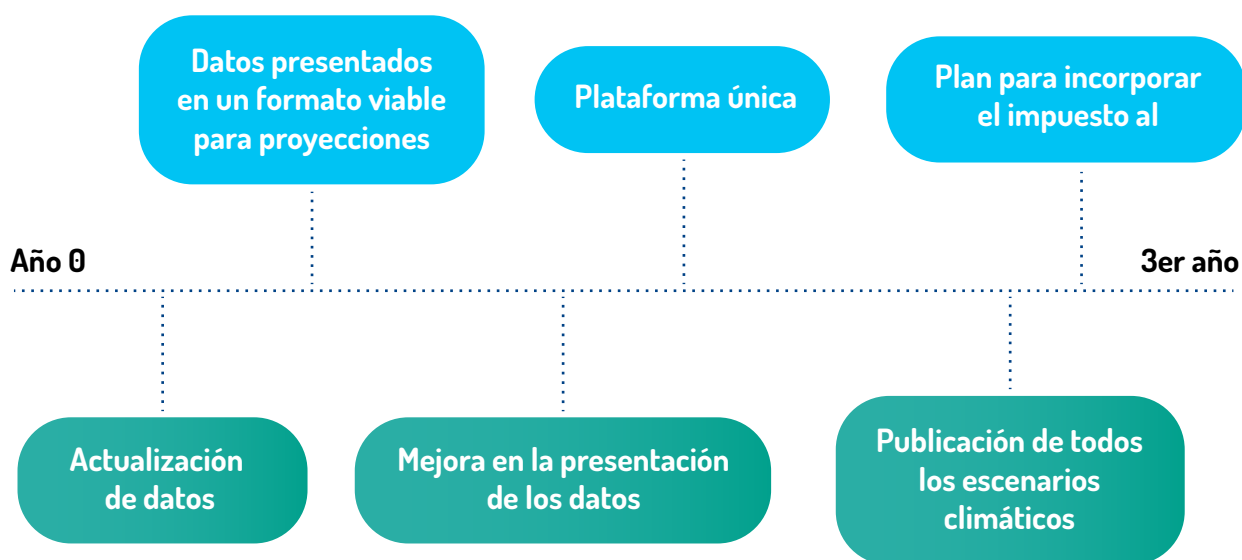 Datos presentados
en un formato viable
para proyecciones
Plataforma única
Plan para incorporar
el impuesto al
Año 0
3er año
Actualización
de datos
Mejora en la presentación
de los datos
Publicación de todos
los escenarios
climáticos